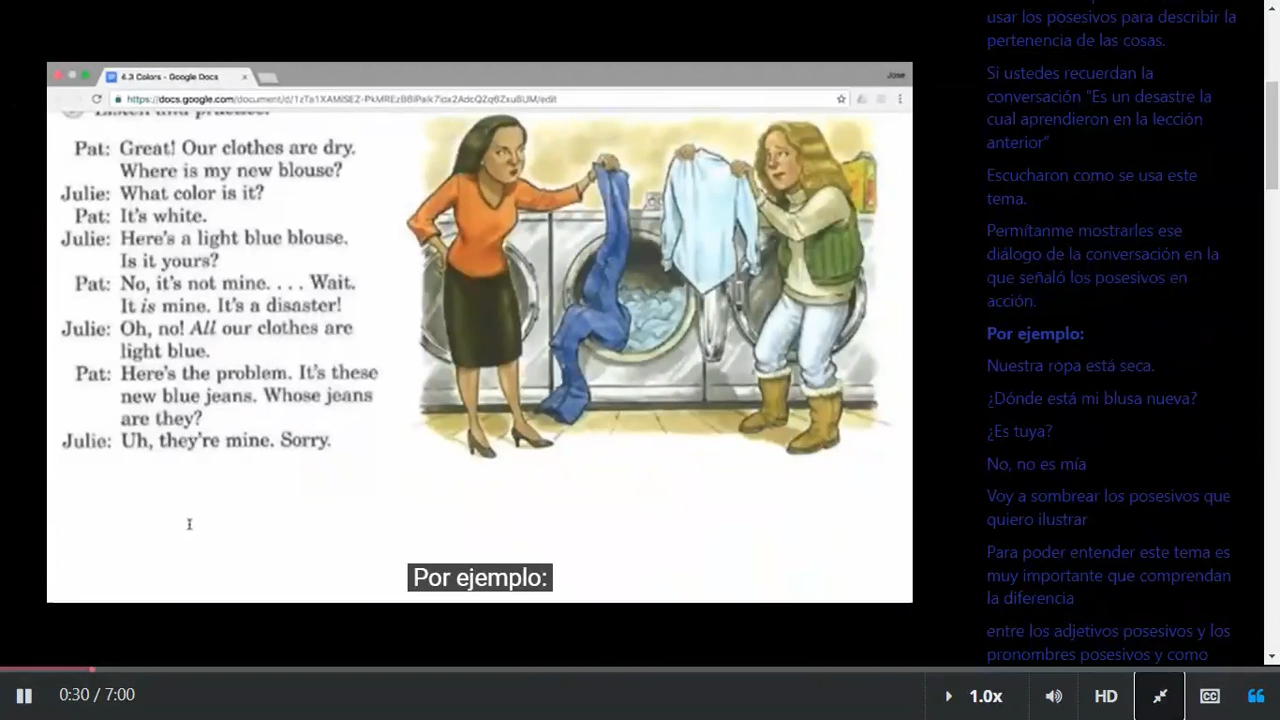 4.3 Colors - Google Docs
Jose
Listen and practice.
Pat: Great! Our clothes are dry.
Where is my new blouse?
Julie: What color is it?
Pat: It's white.
Julie: Here's a light blue blouse.
Is it yours?
Pat: No, it's not mine. . . . Wait.
It is mine. It's a disaster!
Julie: Oh, no! All our clothes are
light blue.
Pat: Here's the problem. It's these
new blue jeans. Whose jeans
are they?
Julie: Uh, they're mine. Sorry.
Por ejemplo:
usar los posesivos para describir la
pertenencia de las cosas.
Si ustedes recuerdan la
conversación "Es un desastre la
cual aprendieron en la lección
anterior"
Escucharon como se usa este
tema.
Permítanme mostrarles ese
diálogo de la conversación en la
que señaló los posesivos en
acción.
Por ejemplo:
Nuestra ropa está seca.
¿Dónde está mi blusa nueva?
¿Es tuya?
No, no es mía
Voy a sombrear los posesivos que
quiero ilustrar
Para poder entender este tema es
muy importante que comprendan
la diferencia
entre los adjetivos posesivos y los
pronombres posesivos y como
0:30 / 7:00
1.0x
HD
CC